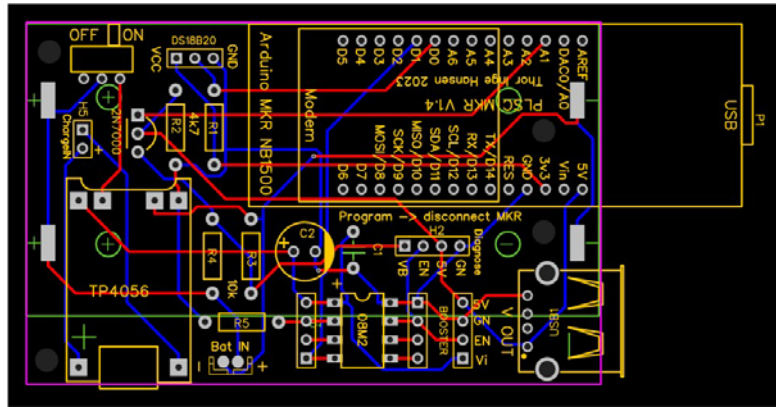 OFF ON
DS18B20
VCC
GND
H5
ChargeIN
2N7000
R2
4k7
R1
Arduino MKR NB1500
Modem
D5
D4
D3
D2
D1
D0
A6
A5
A4
A3
A2
A1
DAC0/A0
AREF
Thor Inge Hansen 2023
PLSC MKR V1.4
USB
P1
D6
D7
MOSI/D8
SCK/D9
MISO/D10
SDA/D11
SCL/D12
RX/D13
TX/D14
RES
GND
3v3
Vin
5V
Program -> disconnect MKR
H2
Diagnose
VB
EN
5V
GN
C2
C1
R4
R3
10k
TP4056
R5
Bat IN
- +
08M2
BOOSTER
5V
GN
EN
Vi
V OUT
USB1